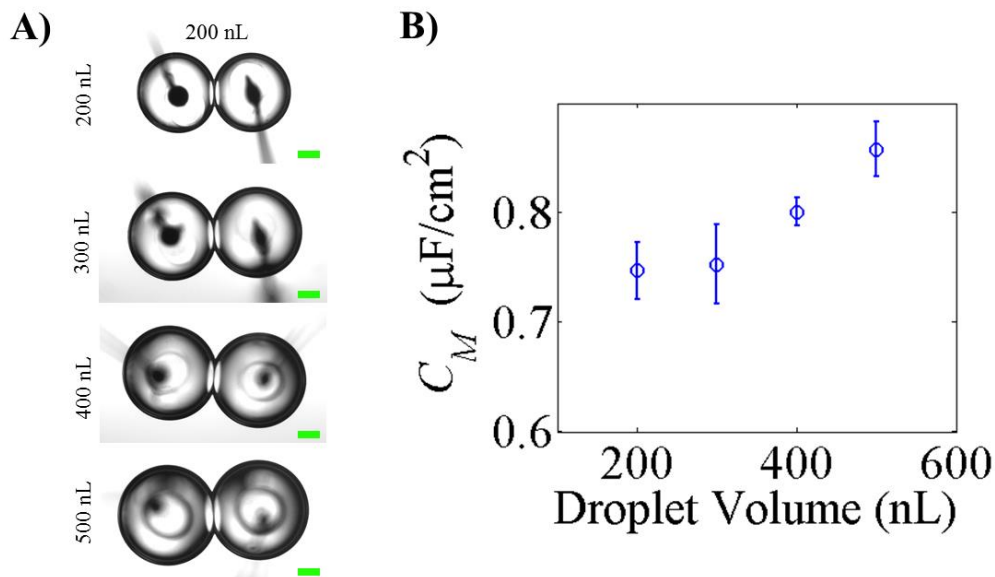 A)
200 nL
200 nL
300 nL
400 nL
500 nL
B)
C_M (μF/cm²)
0.8
0.7
0.6
200
400
600
Droplet Volume (nL)